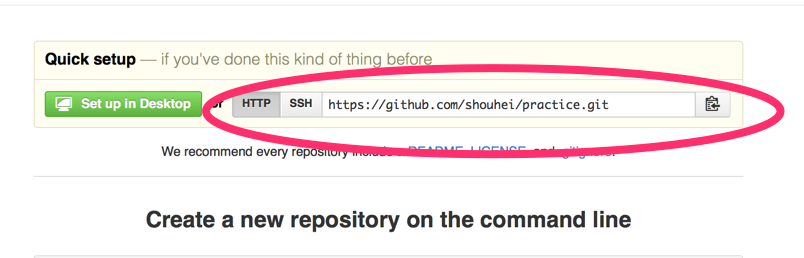 Quick setup — if you've done this kind of thing before
Set up in Desktop or HTTP SSH https://github.com/shouhei/practice.git
We recommend every repository include a README, LICENSE, and .gitignore.
Create a new repository on the command line